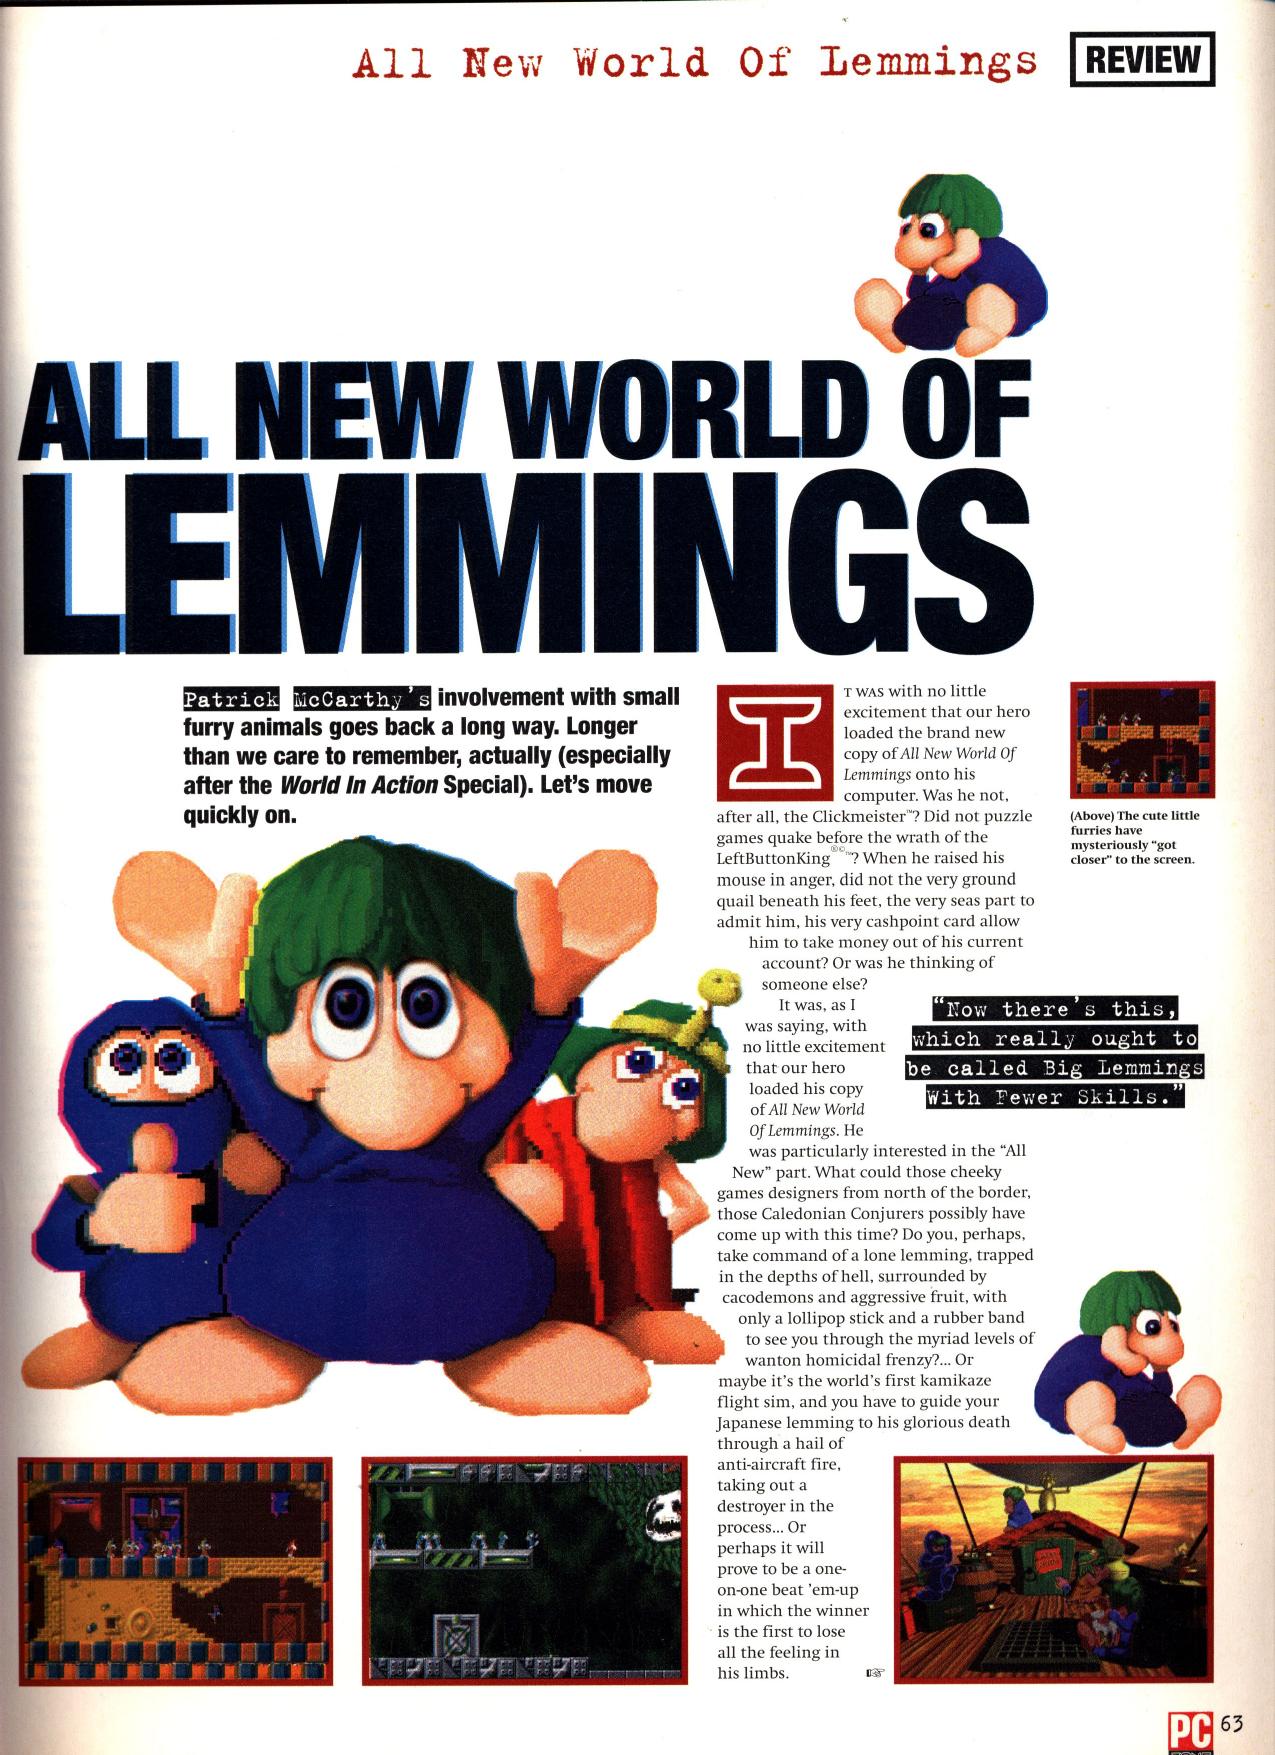 All New World Of Lemmings
REVIEW
ALL NEW WORLD OF
LEMMINGS
Patrick McCarthy's involvement with small
furry animals goes back a long way. Longer
than we care to remember, actually (especially
after the World In Action Special). Let's move
quickly on.
IT WAS with no little
excitement that our hero
loaded the brand new
copy of All New World Of
Lemmings onto his
computer. Was he not,
after all, the Clickmeister™? Did not puzzle
games quake before the wrath of the
LeftButtonKing®©™? When he raised his
mouse in anger, did not the very ground
quail beneath his feet, the very seas part to
admit him, his very cashpoint card allow
him to take money out of his current
account? Or was he thinking of
someone else?
It was, as I
was saying, with
no little excitement
that our hero
loaded his copy
of All New World
Of Lemmings. He
was particularly interested in the “All
New” part. What could those cheeky
games designers from north of the border,
those Caledonian Conjurers possibly have
come up with this time? Do you, perhaps,
take command of a lone lemming, trapped
in the depths of hell, surrounded by
cacodemons and aggressive fruit, with
only a lollipop stick and a rubber band
to see you through the myriad levels of
wanton homicidal frenzy?... Or
maybe it's the world's first kamikaze
flight sim, and you have to guide your
Japanese lemming to his glorious death
through a hail of
anti-aircraft fire,
taking out a
destroyer in the
process... Or
perhaps it will
prove to be a one-
on-one beat 'em-up
in which the winner
is the first to lose
all the feeling in
his limbs.
(Above) The cute little
furries have
mysteriously “got
closer” to the screen.
“Now there's this,
which really ought to
be called Big Lemmings
With Fewer Skills.”
PC
63